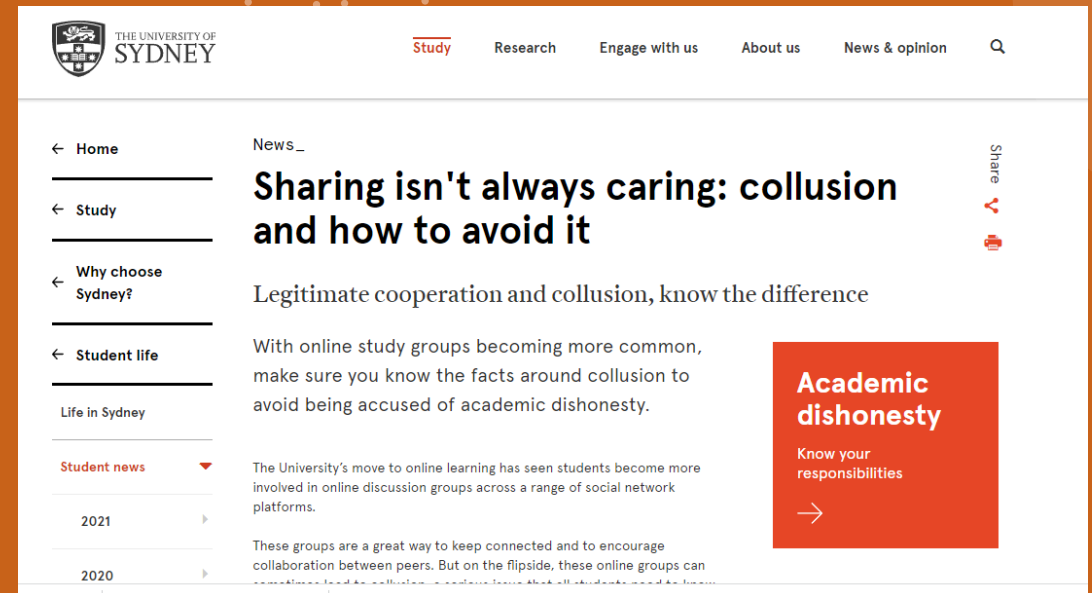 THE UNIVERSITY OF
SYDNEY
Study
Research
Engage with us
About us
News & opinion
Home
Study
Why choose
Sydney?
Student life
Life in Sydney
Student news
2021
2020
News_
Sharing isn't always caring: collusion
and how to avoid it
Legitimate cooperation and collusion, know the difference
With online study groups becoming more common,
make sure you know the facts around collusion to
avoid being accused of academic dishonesty.
The University's move to online learning has seen students become more
involved in online discussion groups across a range of social network
platforms.
These groups are a great way to keep connected and to encourage
collaboration between peers. But on the flipside, these online groups can
Share
Academic
dishonesty
Know your
responsibilities